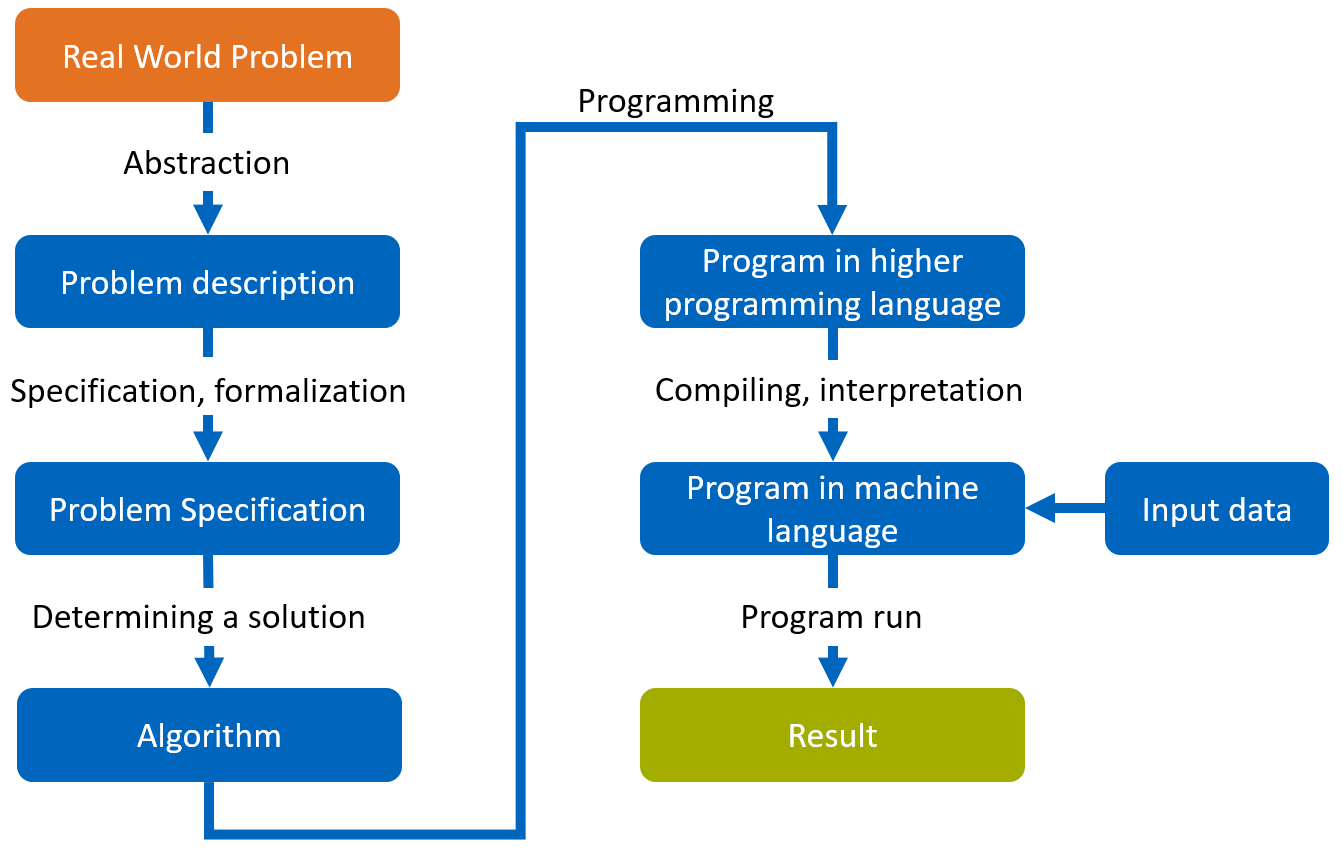 Real World Problem
Abstraction
Problem description
Specification, formalization
Problem Specification
Determining a solution
Algorithm
Programming
Program in higher
programming language
Compiling, interpretation
Program in machine
language
Input data
Program run
Result